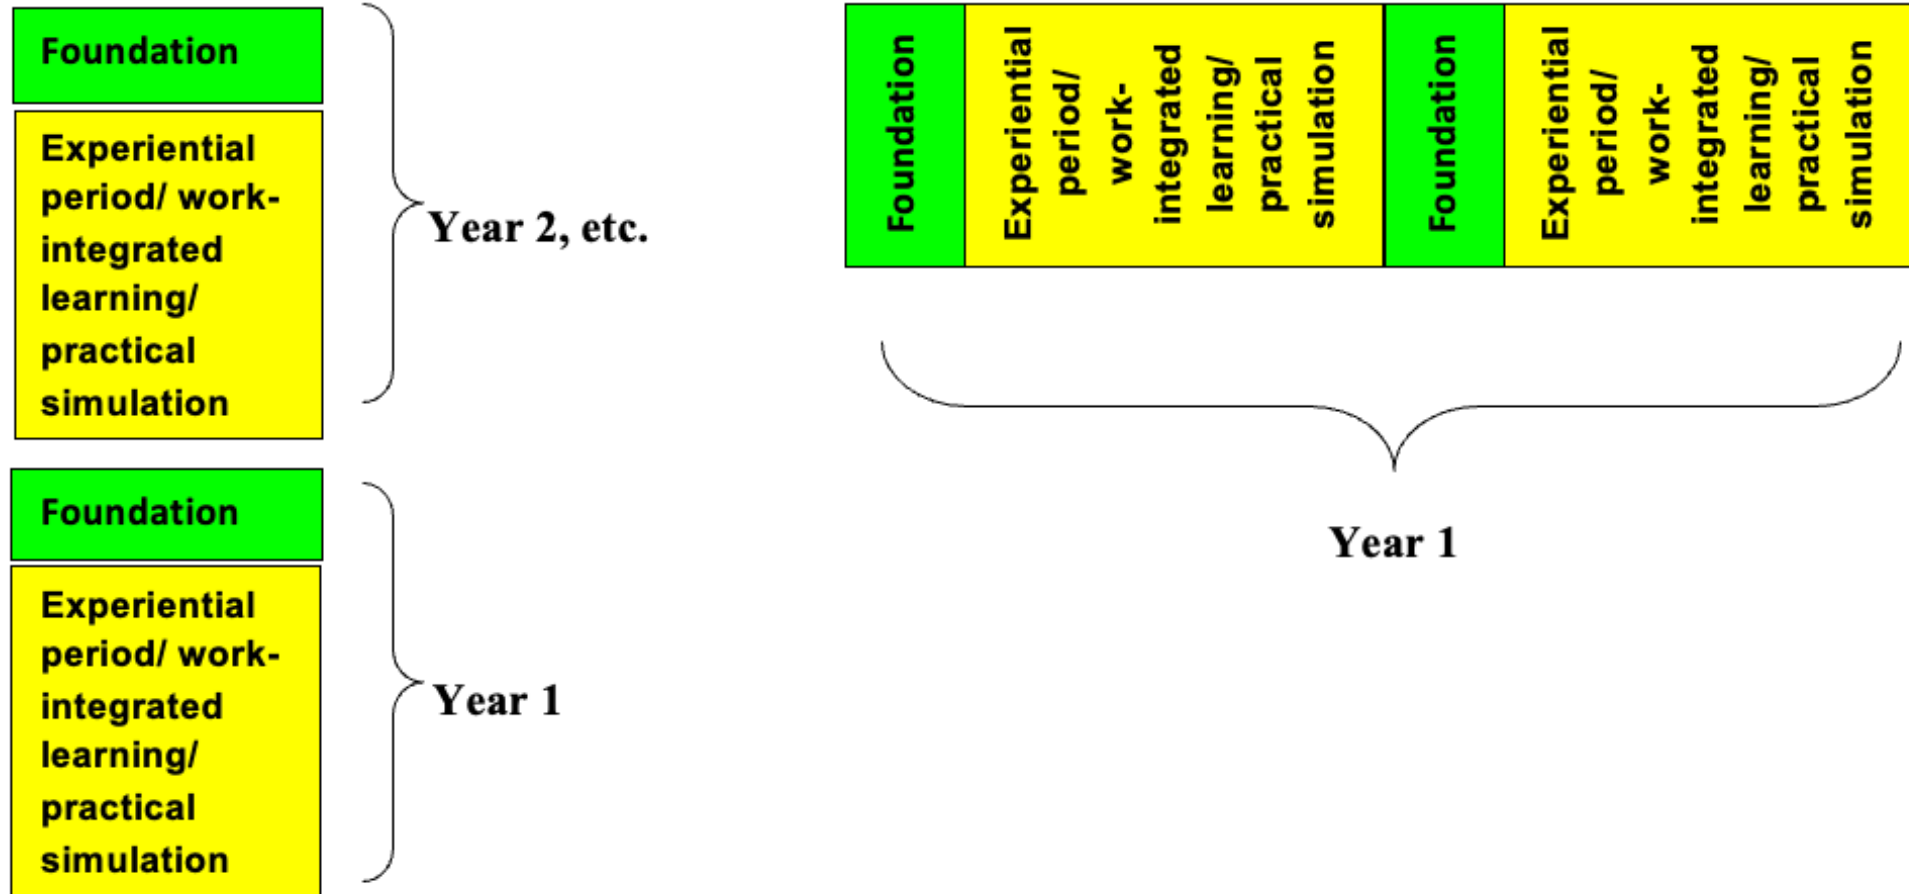 Foundation
Experiential
period/ work-
integrated
learning/
practical
simulation
Year 2, etc.
Foundation
Experiential
period/ work-
integrated
learning/
practical
simulation
Year 1
Foundation
Experiential
period/
work-
integrated
learning/
practical
simulation
Foundation
Experiential
period/
work-
integrated
learning/
practical
simulation
Year 1